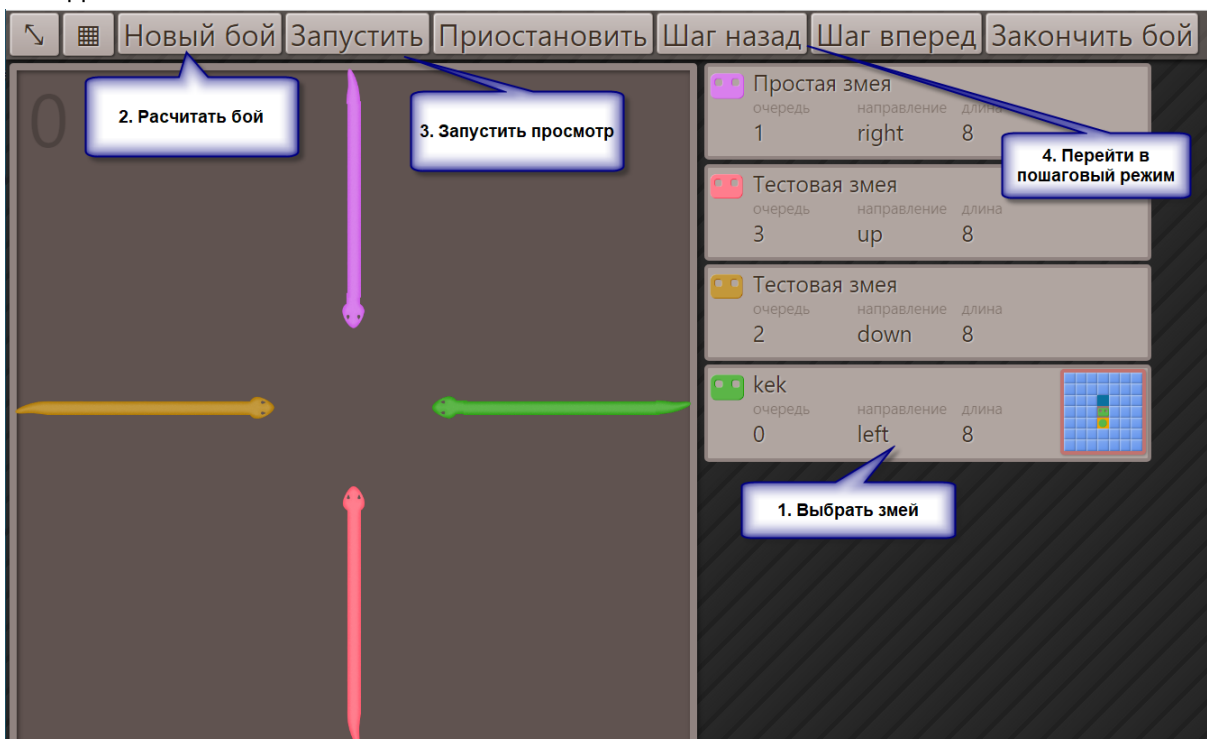 Новый бой Запустить Приостановить Шаг назад Шаг вперед Закончить бой
0
2. Расчитать бой
3. Запустить просмотр
4. Перейти в
пошаговый режим
Простая змея
очередь направление длина
1 right 8
Тестовая змея
очередь направление длина
3 up 8
Тестовая змея
очередь направление длина
2 down 8
kek
очередь направление длина
0 left 8
1. Выбрать змей